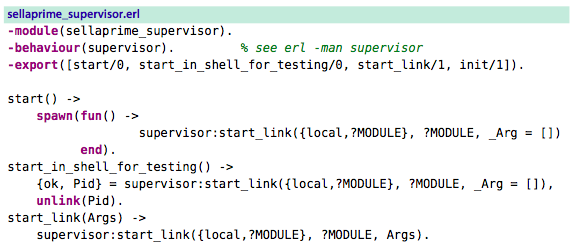 sellaprime_supervisor.erl
-module(sellaprime_supervisor).
-behaviour(supervisor).        % see erl -man supervisor
-export([start/0, start_in_shell_for_testing/0, start_link/1, init/1]).

start() ->
    spawn(fun() ->
                  supervisor:start_link({local,?MODULE}, ?MODULE, _Arg = [])
          end).
start_in_shell_for_testing() ->
    {ok, Pid} = supervisor:start_link({local,?MODULE}, ?MODULE, _Arg = []),
    unlink(Pid).
start_link(Args) ->
    supervisor:start_link({local,?MODULE}, ?MODULE, Args).